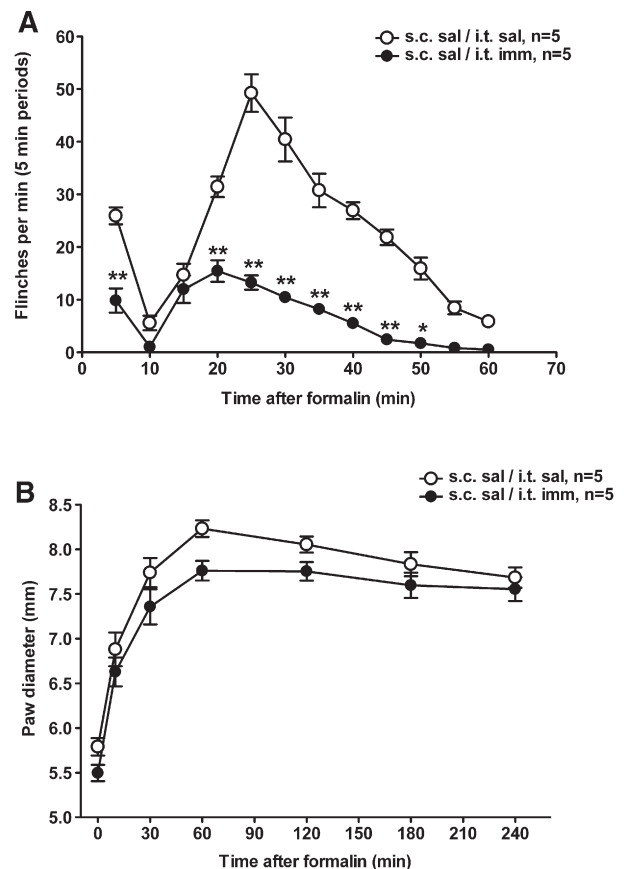 A
s.c. sal / i.t. sal, n=5
s.c. sal / i.t. imm, n=5
Flinches per min (5 min periods)
60
50
40
30
20
10
0
** ** ** ** ** ** ** *
0 10 20 30 40 50 60 70
Time after formalin (min)
B
s.c. sal / i.t. sal, n=5
s.c. sal / i.t. imm, n=5
Paw diameter (mm)
8.5
8.0
7.5
7.0
6.5
6.0
5.5
5.0
0 30 60 90 120 150 180 210 240
Time after formalin (min)